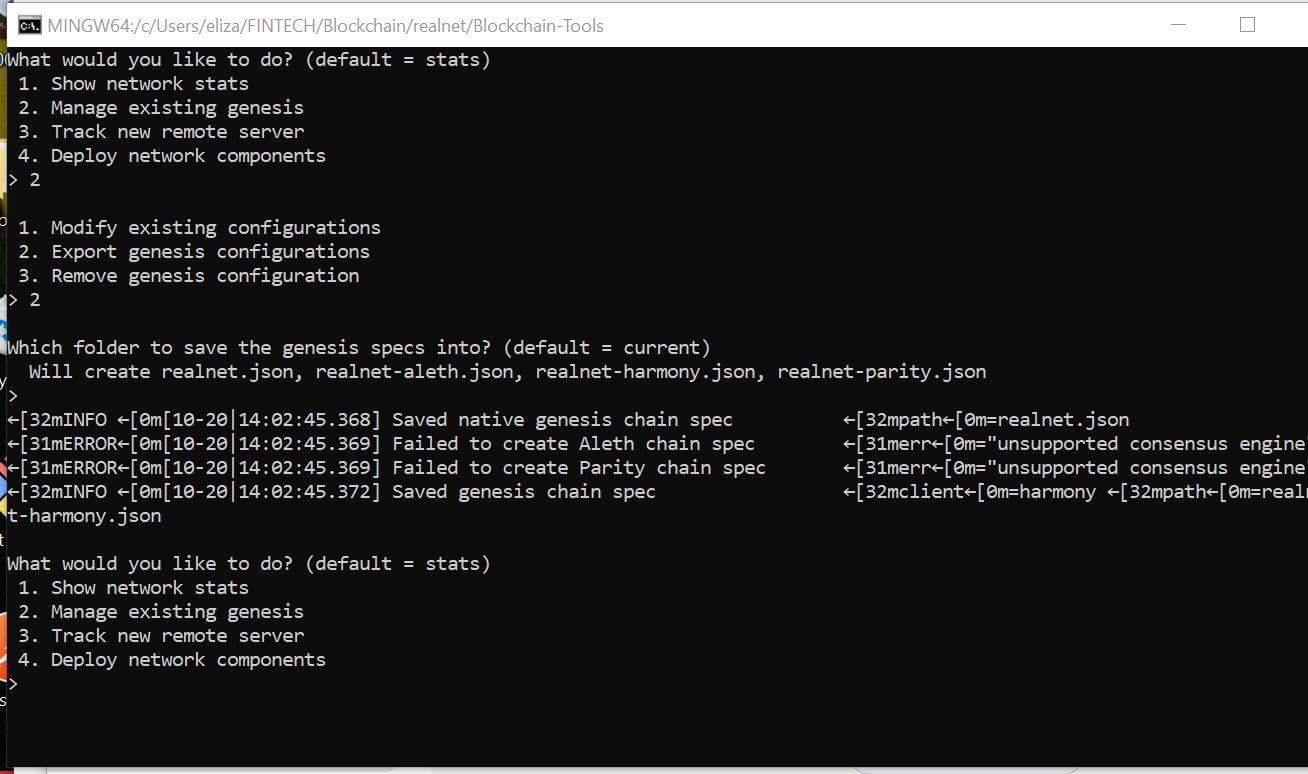 MINGW64:/c/Users/eliza/FINTECH/Blockchain/realnet/Blockchain-Tools
What would you like to do? (default = stats)
 1. Show network stats
 2. Manage existing genesis
 3. Track new remote server
 4. Deploy network components
> 2
 1. Modify existing configurations
 2. Export genesis configurations
 3. Remove genesis configuration
> 2
Which folder to save the genesis specs into? (default = current)
  Will create realnet.json, realnet-aleth.json, realnet-harmony.json, realnet-parity.json
>
←[32mINFO ←[0m[10-20|14:02:45.368] Saved native genesis chain spec          ←[32mpath←[0m=realnet.json
←[31mERROR←[0m[10-20|14:02:45.369] Failed to create Aleth chain spec        ←[31merr←[0m="unsupported consensus engine
←[31mERROR←[0m[10-20|14:02:45.369] Failed to create Parity chain spec       ←[31merr←[0m="unsupported consensus engine
←[32mINFO ←[0m[10-20|14:02:45.372] Saved genesis chain spec                 ←[32mclient←[0m=harmony ←[32mpath←[0m=real
t-harmony.json
What would you like to do? (default = stats)
 1. Show network stats
 2. Manage existing genesis
 3. Track new remote server
 4. Deploy network components
>